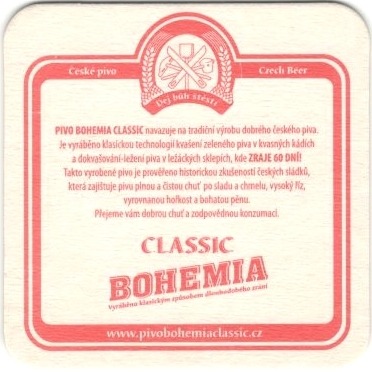 České pivo
Czech Beer
Dej bůh štěstí
PIVO BOHEMIA CLASSIC navazuje na tradiční výrobu dobrého českého piva.
Je vyráběno klasickou technologií kvašení zeleného piva v kvasných kádích
a dokvašování-ležení piva v ležáckých sklepích, kde ZRAJE 60 DNÍ!
Takto vyrobené pivo je prověřeno historickou zkušeností českých sládků,
která zajišťuje pivu plnou a čistou chuť po sladu a chmelu, vysoký říz,
vyrovnanou hořkost a bohatou pěnu.
Přejeme vám dobrou chuť a zodpovědnou konzumaci.
CLASSIC
BOHEMIA
Vyráběno klasickým způsobem dlouhodobého zrání
www.pivobohemiaclassic.cz